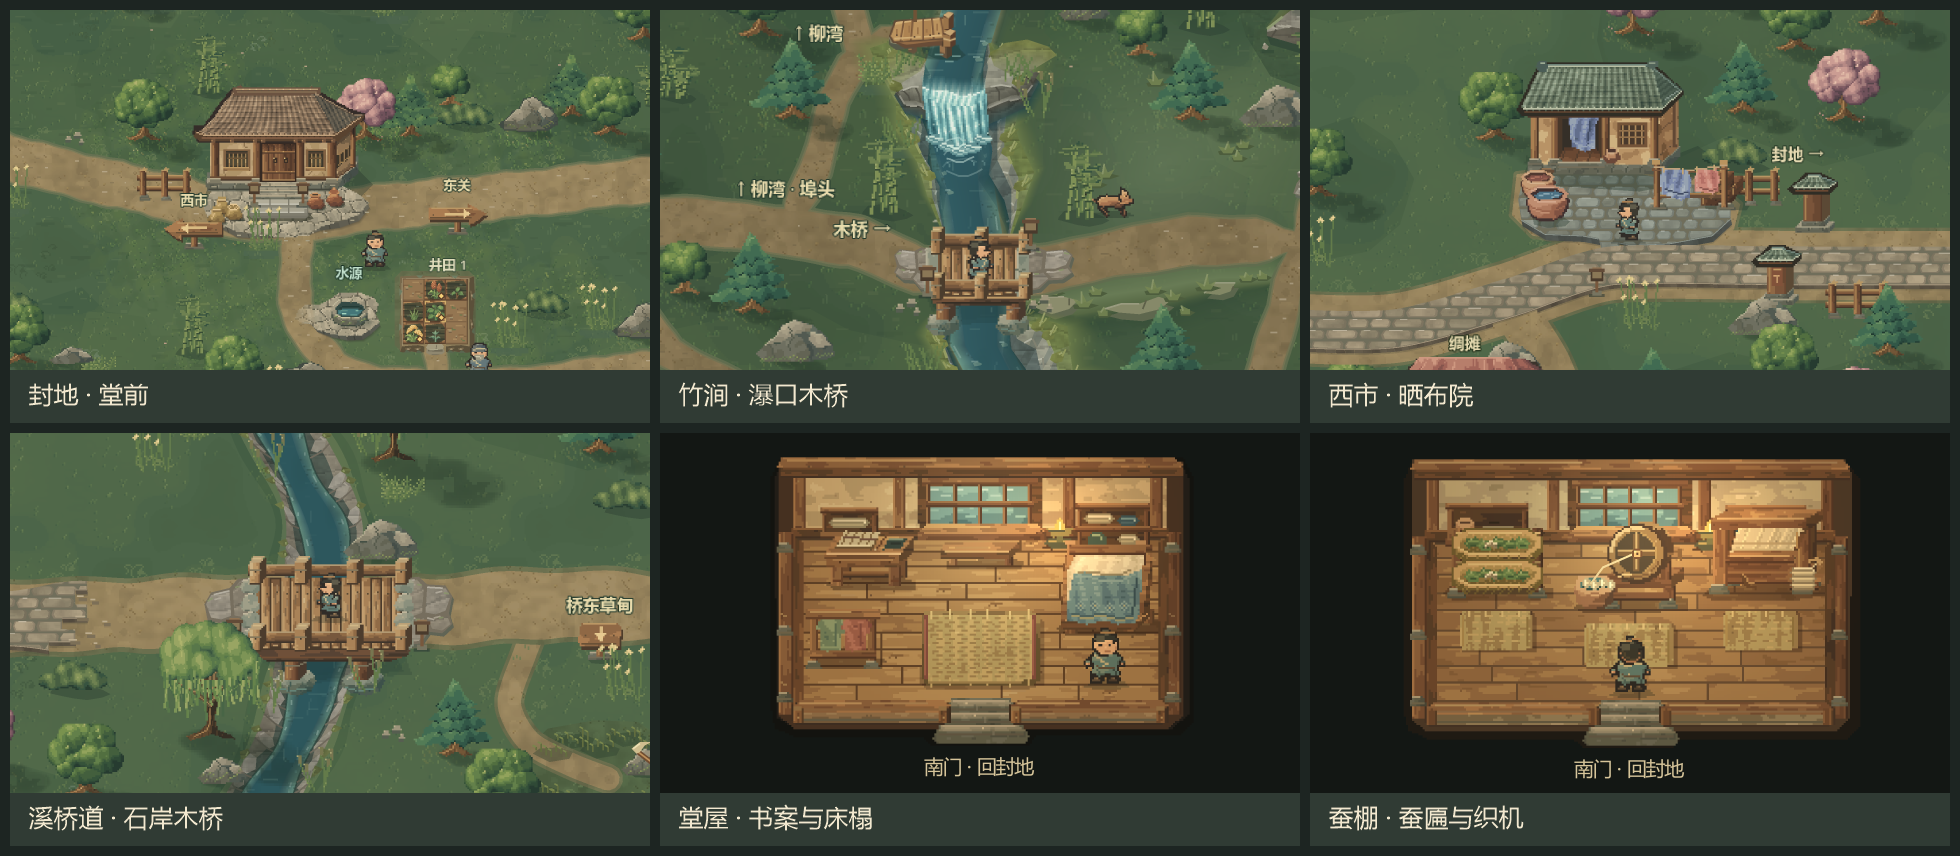 西市
东关
水源
井田 1
封地 · 堂前
↑ 柳湾
↑ 柳湾 · 埠头
木桥 →
竹涧 · 瀑口木桥
封地 →
绸摊
西市 · 晒布院
桥东草甸
溪桥道 · 石岸木桥
南门 · 回封地
堂屋 · 书案与床榻
南门 · 回封地
蚕棚 · 蚕匾与织机